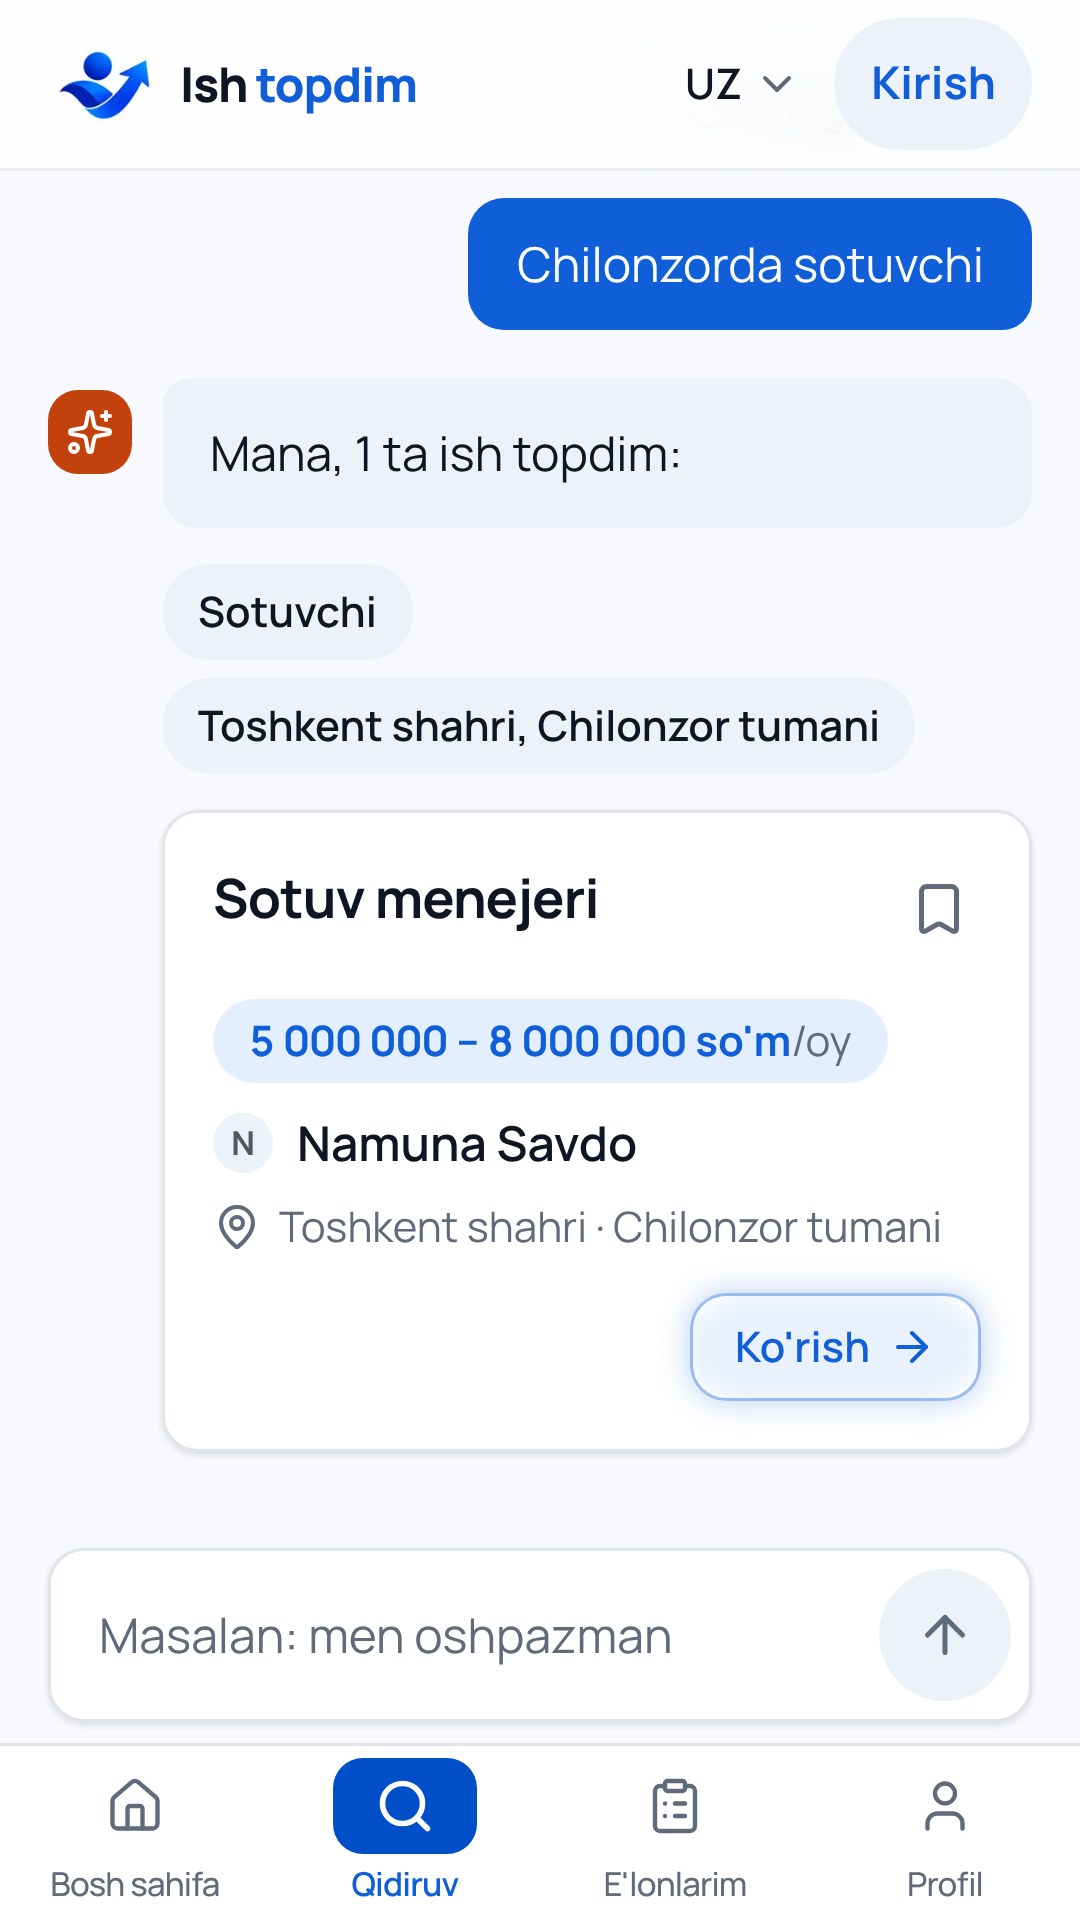 Ish topdim
UZ
Kirish
Chilonzorda sotuvchi
Mana, 1 ta ish topdim:
Sotuvchi
Toshkent shahri, Chilonzor tumani
Sotuv menejeri
5 000 000 – 8 000 000 so'm/oy
N Namuna Savdo
Toshkent shahri · Chilonzor tumani
Ko'rish
Masalan: men oshpazman
Bosh sahifa
Qidiruv
E'lonlarim
Profil